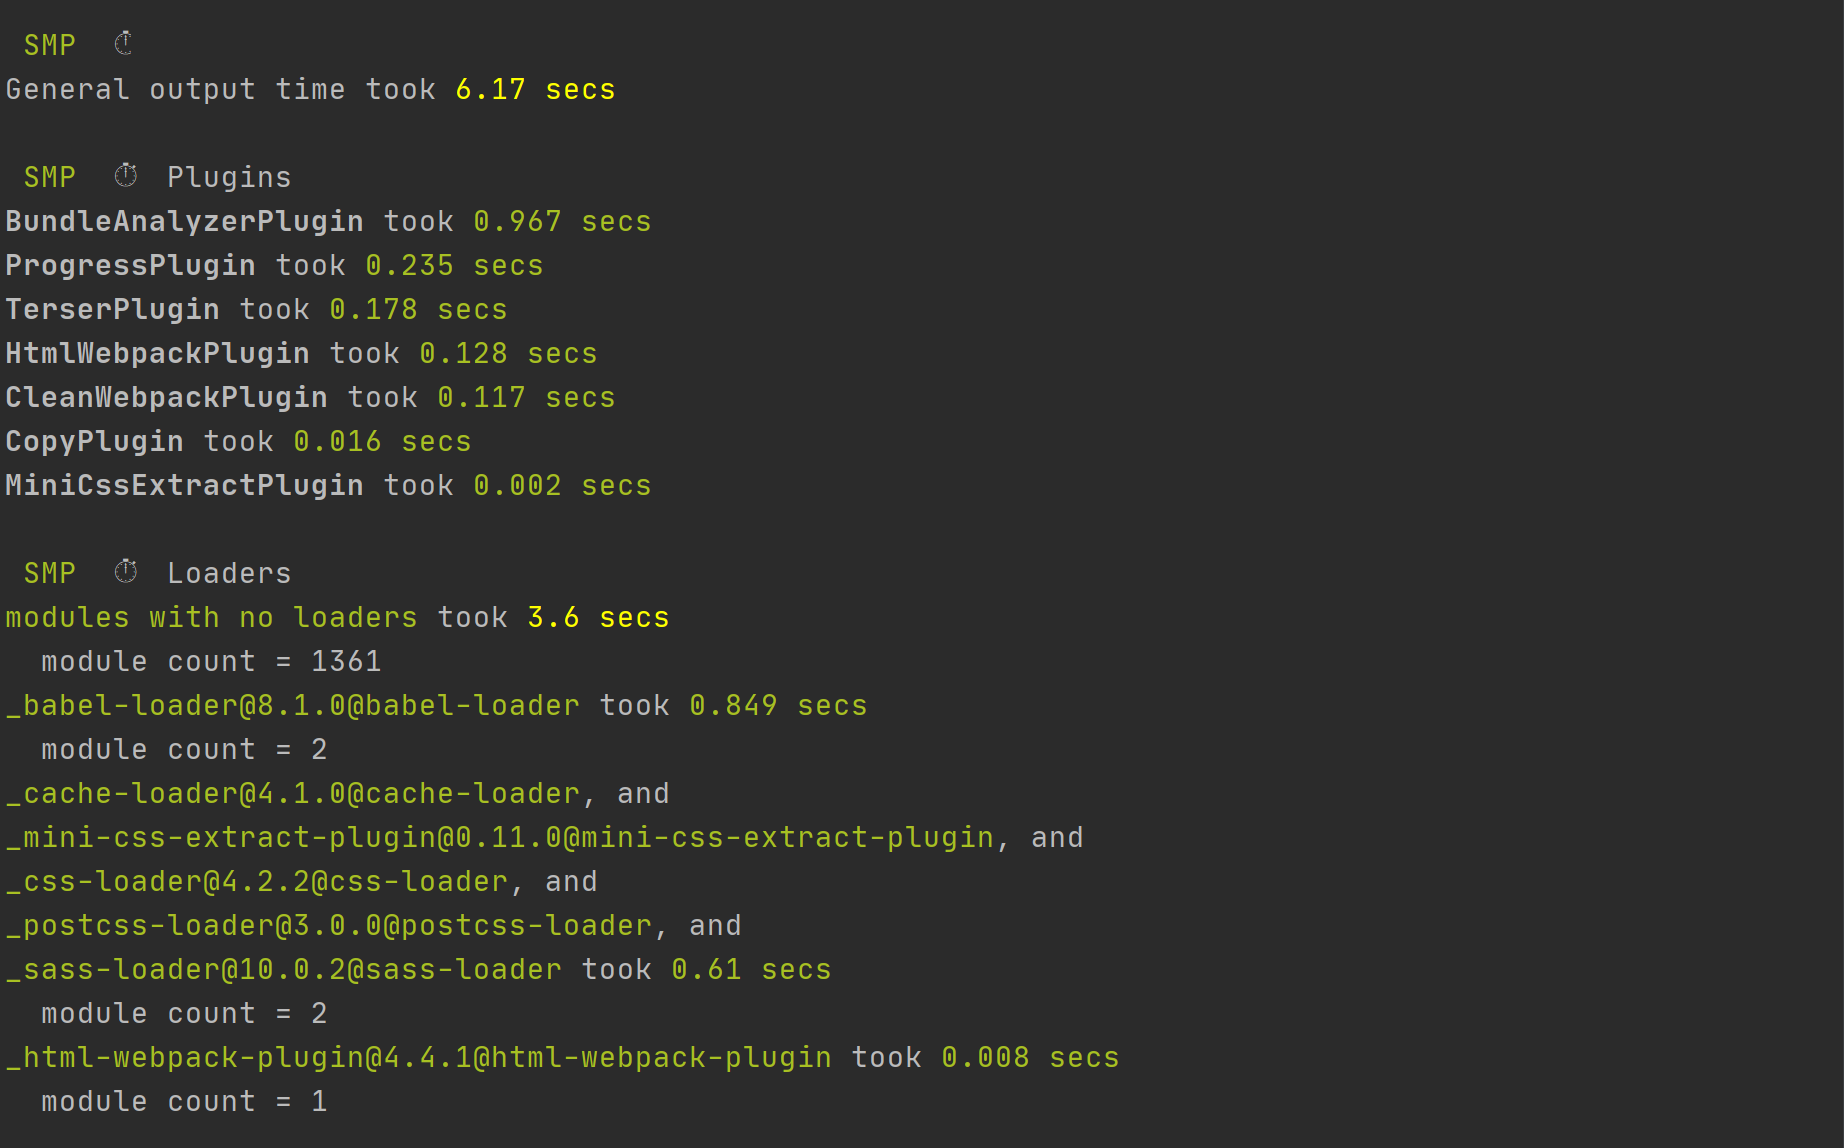 SMP ⏱
General output time took 6.17 secs
SMP ⏱ Plugins
BundleAnalyzerPlugin took 0.967 secs
ProgressPlugin took 0.235 secs
TerserPlugin took 0.178 secs
HtmlWebpackPlugin took 0.128 secs
CleanWebpackPlugin took 0.117 secs
CopyPlugin took 0.016 secs
MiniCssExtractPlugin took 0.002 secs
SMP ⏱ Loaders
modules with no loaders took 3.6 secs
module count = 1361
_babel-loader@8.1.0@babel-loader took 0.849 secs
module count = 2
_cache-loader@4.1.0@cache-loader, and
_mini-css-extract-plugin@0.11.0@mini-css-extract-plugin, and
_css-loader@4.2.2@css-loader, and
_postcss-loader@3.0.0@postcss-loader, and
_sass-loader@10.0.2@sass-loader took 0.61 secs
module count = 2
_html-webpack-plugin@4.4.1@html-webpack-plugin took 0.008 secs
module count = 1